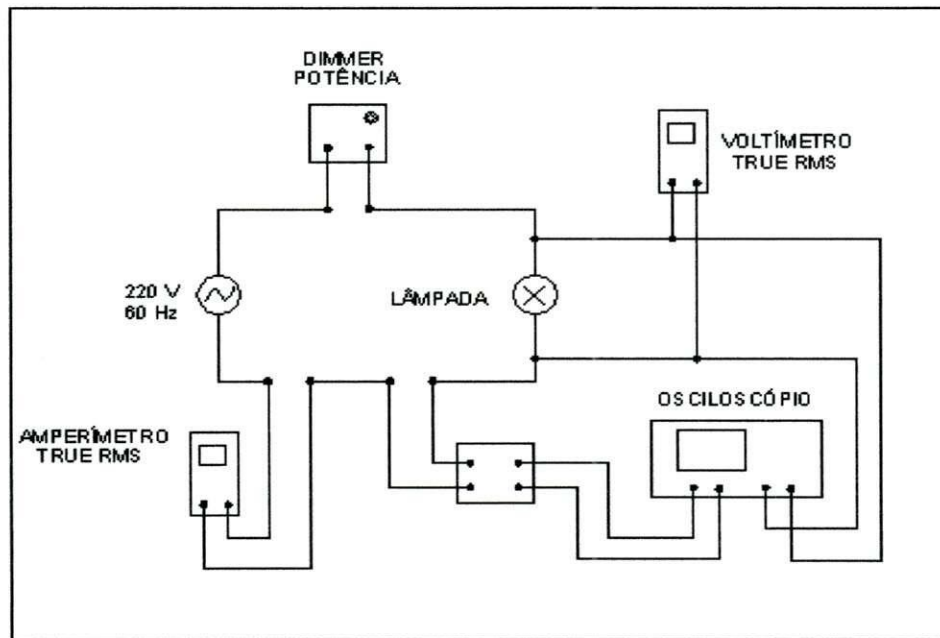 DIMMER
POTÊNCIA
VOLTÍMETRO
TRUE RMS
220 V
60 Hz
LÂMPADA
OSCILOSCÓPIO
AMPERÍMETRO
TRUE RMS